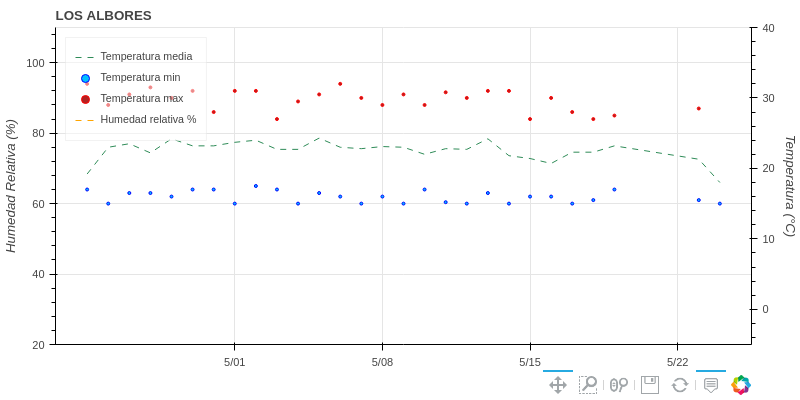 LOS ALBORES
Temperatura media
Temperatura min
Temperatura max
Humedad relativa %
Humedad Relativa (%)
100
80
60
40
20
40
30
20
10
0
Temperatura (°C)
5/01
5/08
5/15
5/22